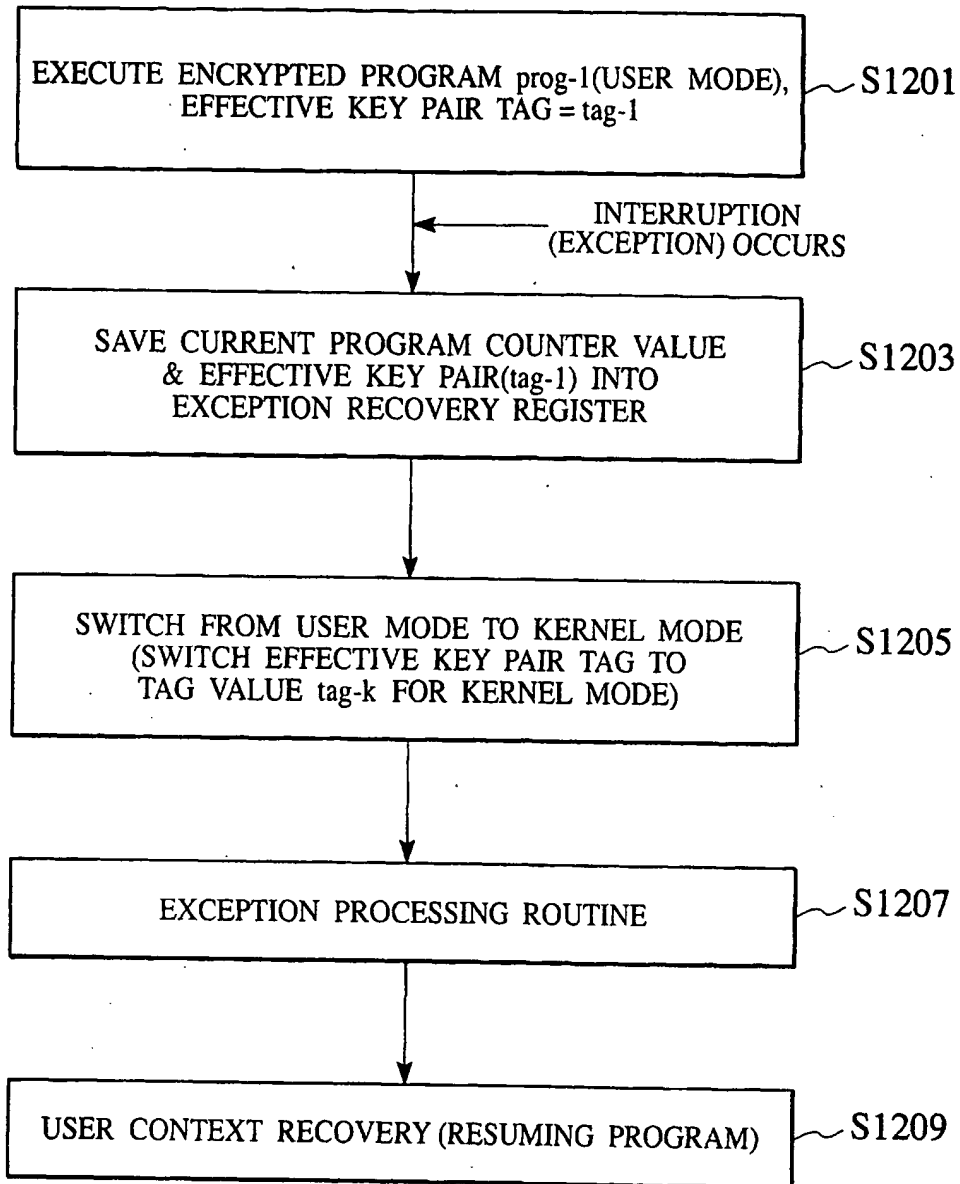 EXECUTE ENCRYPTED PROGRAM prog-1(USER MODE),
EFFECTIVE KEY PAIR TAG = tag-1
S1201
INTERRUPTION
(EXCEPTION) OCCURS
SAVE CURRENT PROGRAM COUNTER VALUE
& EFFECTIVE KEY PAIR(tag-1) INTO
EXCEPTION RECOVERY REGISTER
S1203
SWITCH FROM USER MODE TO KERNEL MODE
(SWITCH EFFECTIVE KEY PAIR TAG TO
TAG VALUE tag-k FOR KERNEL MODE)
S1205
EXCEPTION PROCESSING ROUTINE
S1207
USER CONTEXT RECOVERY (RESUMING PROGRAM)
S1209